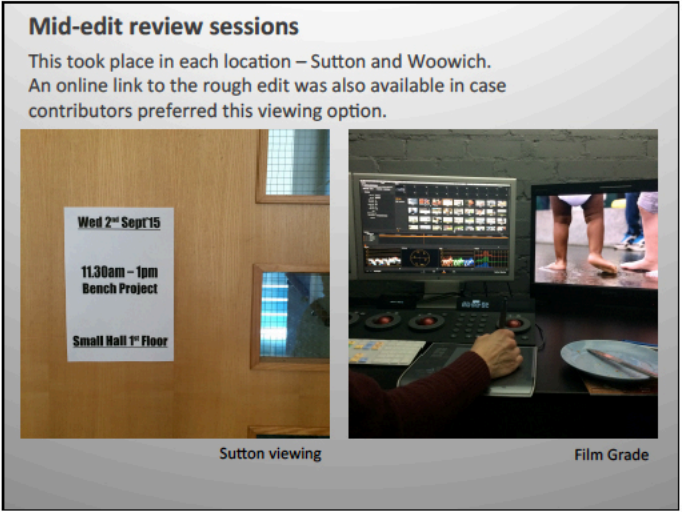 Mid-edit review sessions
This took place in each location – Sutton and Woowich.
An online link to the rough edit was also available in case
contributors preferred this viewing option.
Wed 2nd Sept'15
11.30am – 1pm
Bench Project
Small Hall 1st Floor
Sutton viewing
Film Grade